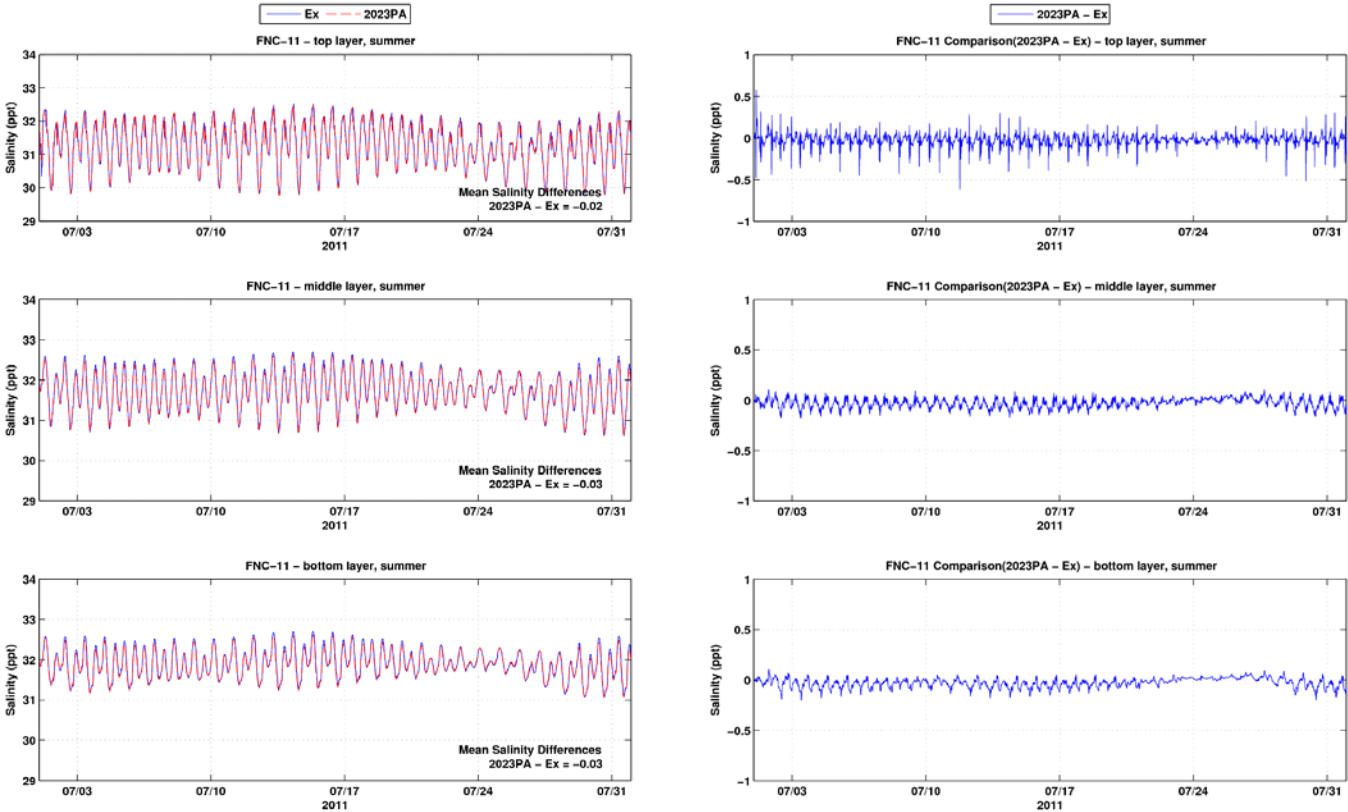 Ex 2023PA
FNC−11 − top layer, summer
34
33
32
31
30
29
Salinity (ppt)
Mean Salinity Differences
2023PA − Ex = −0.02
07/03 07/10 07/17 07/24 07/31
2011
2023PA − Ex
FNC−11 Comparison(2023PA − Ex) − top layer, summer
1
0.5
0
−0.5
−1
Salinity (ppt)
07/03 07/10 07/17 07/24 07/31
2011
FNC−11 − middle layer, summer
34
33
32
31
30
29
Salinity (ppt)
Mean Salinity Differences
2023PA − Ex = −0.03
07/03 07/10 07/17 07/24 07/31
2011
FNC−11 Comparison(2023PA − Ex) − middle layer, summer
1
0.5
0
−0.5
−1
Salinity (ppt)
07/03 07/10 07/17 07/24 07/31
2011
FNC−11 − bottom layer, summer
34
33
32
31
30
29
Salinity (ppt)
Mean Salinity Differences
2023PA − Ex = −0.03
07/03 07/10 07/17 07/24 07/31
2011
FNC−11 Comparison(2023PA − Ex) − bottom layer, summer
1
0.5
0
−0.5
−1
Salinity (ppt)
07/03 07/10 07/17 07/24 07/31
2011